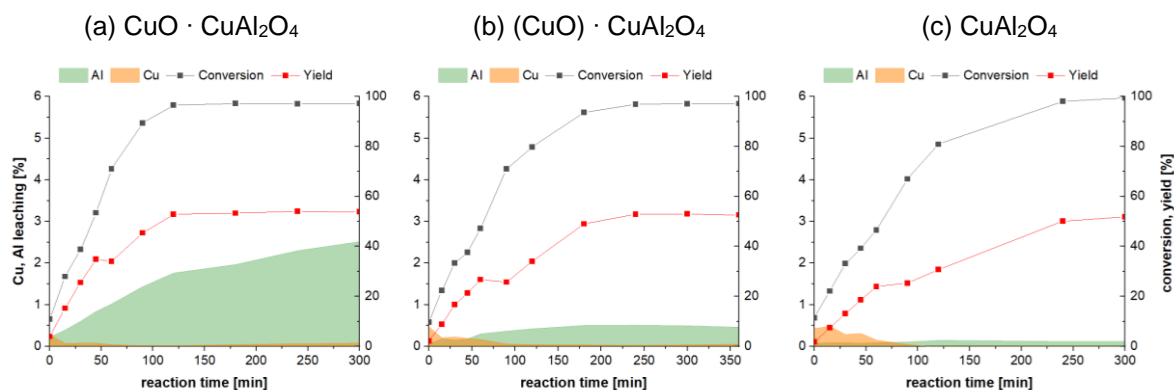 (a) CuO · CuAl₂O₄
(b) (CuO) · CuAl₂O₄
(c) CuAl₂O₄
Al Cu Conversion Yield
Al Cu Conversion Yield
Al Cu Conversion Yield
Cu, Al leaching [%]
6
5
4
3
2
1
0
100
80
60
40
20
0
0 50 100 150 200 250 300
reaction time [min]
6
5
4
3
2
1
0
100
80
60
40
20
0
0 50 100 150 200 250 300 350
reaction time [min]
6
5
4
3
2
1
0
100
80
60
40
20
0
0 50 100 150 200 250 300
reaction time [min]
conversion, yield [%]